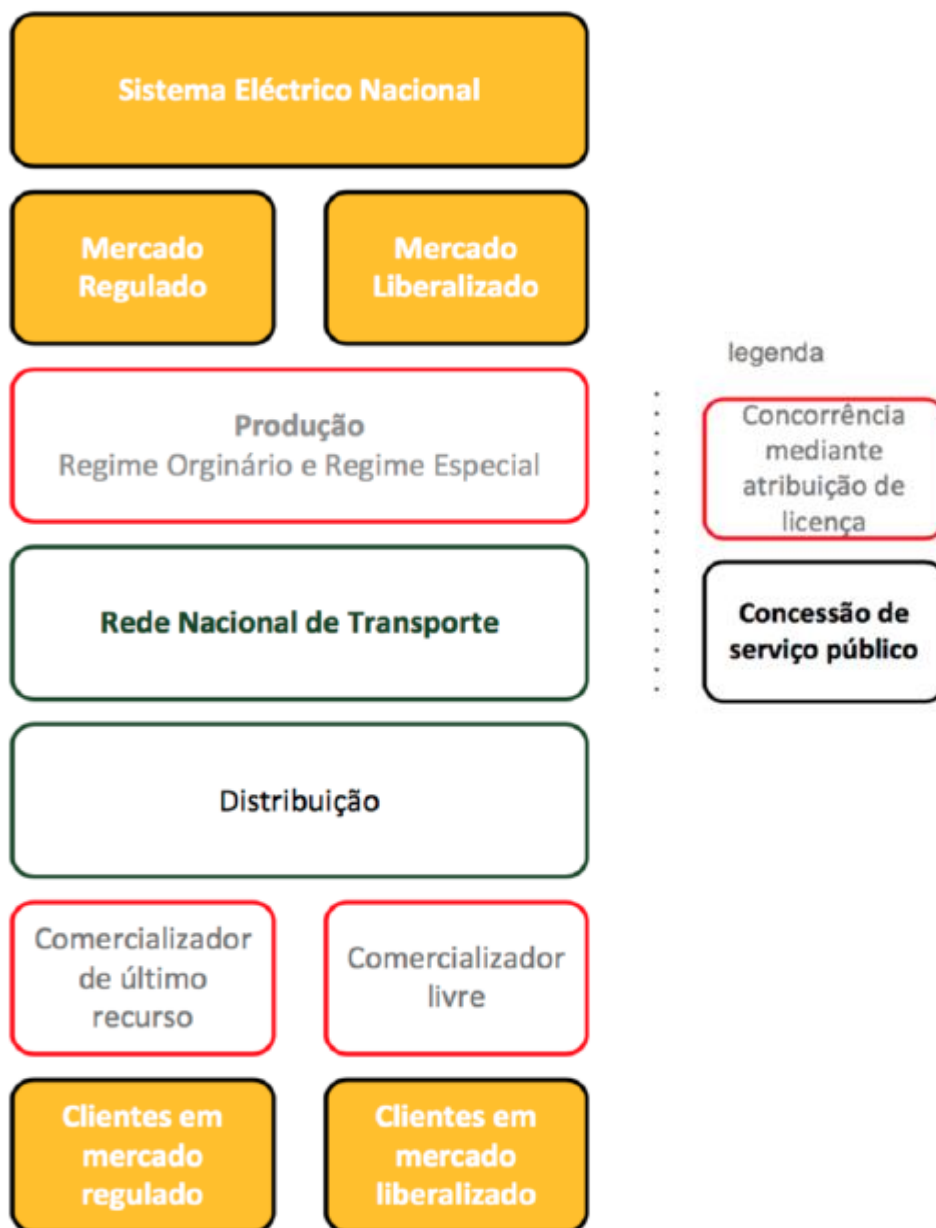 Sistema Eléctrico Nacional
Mercado
Regulado
Mercado
Liberalizado
Produção
Regime Orginário e Regime Especial
Rede Nacional de Transporte
Distribuição
Comercializador
de último
recurso
Comercializador
livre
Clientes em
mercado
regulado
Clientes em
mercado
liberalizado
legenda
Concorrência
mediante
atribuição de
licença
Concessão de
serviço público